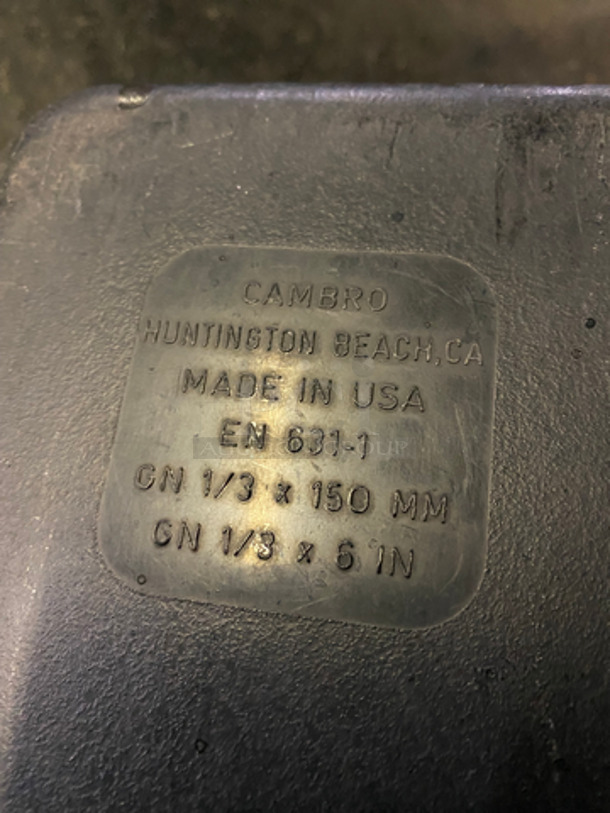 CAMBRO
HUNTINGTON BEACH, CA
MADE IN USA
EN 631-1
GN 1/3 x 150 MM
GN 1/3 x 6 IN